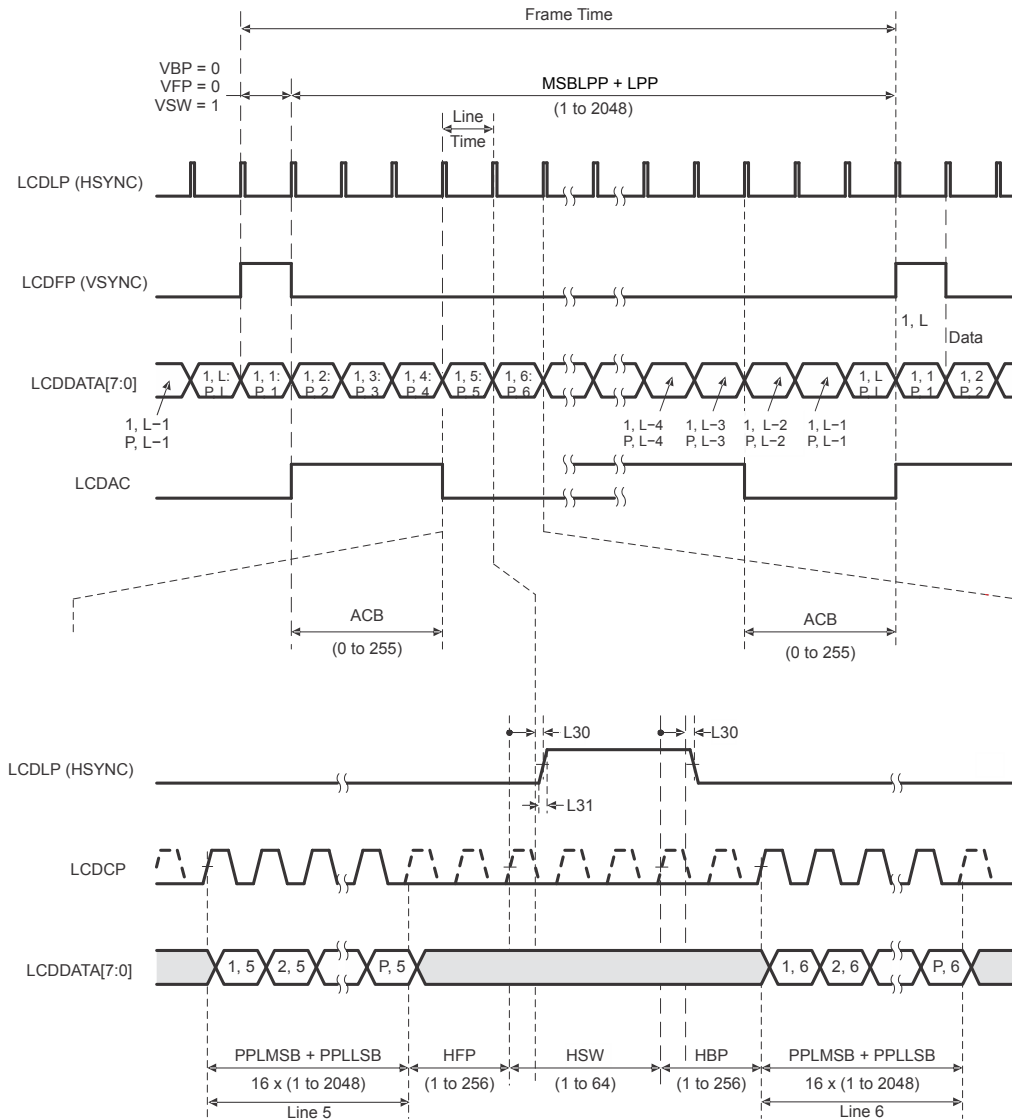 Frame Time
VBP = 0
VFP = 0
VSW = 1
MSBLPP + LPP
(1 to 2048)
Line
Time
LCDLP (HSYNC)
LCDFP (VSYNC)
1, L
Data
LCDDATA[7:0]
1, L: 1, 1: 1, 2: 1, 3: 1, 4: 1, 5: 1, 6: 1, L 1, 1 1, 2
P, L P, 1 P, 2 P, 3 P, 4 P, 5 P, 6 P, L P, 1 P, 2
1, L−1 1, L−4 1, L−3 1, L−2 1, L−1
P, L−1 P, L−4 P, L−3 P, L−2 P, L−1
LCDAC
ACB ACB
(0 to 255) (0 to 255)
L30 L30
LCDLP (HSYNC)
L31
LCDCP
LCDDATA[7:0]
1, 5 2, 5 P, 5 1, 6 2, 6 P, 6
PPLMSB + PPLLSB HFP HSW HBP PPLMSB + PPLLSB
16 x (1 to 2048) (1 to 256) (1 to 64) (1 to 256) 16 x (1 to 2048)
Line 5 Line 6